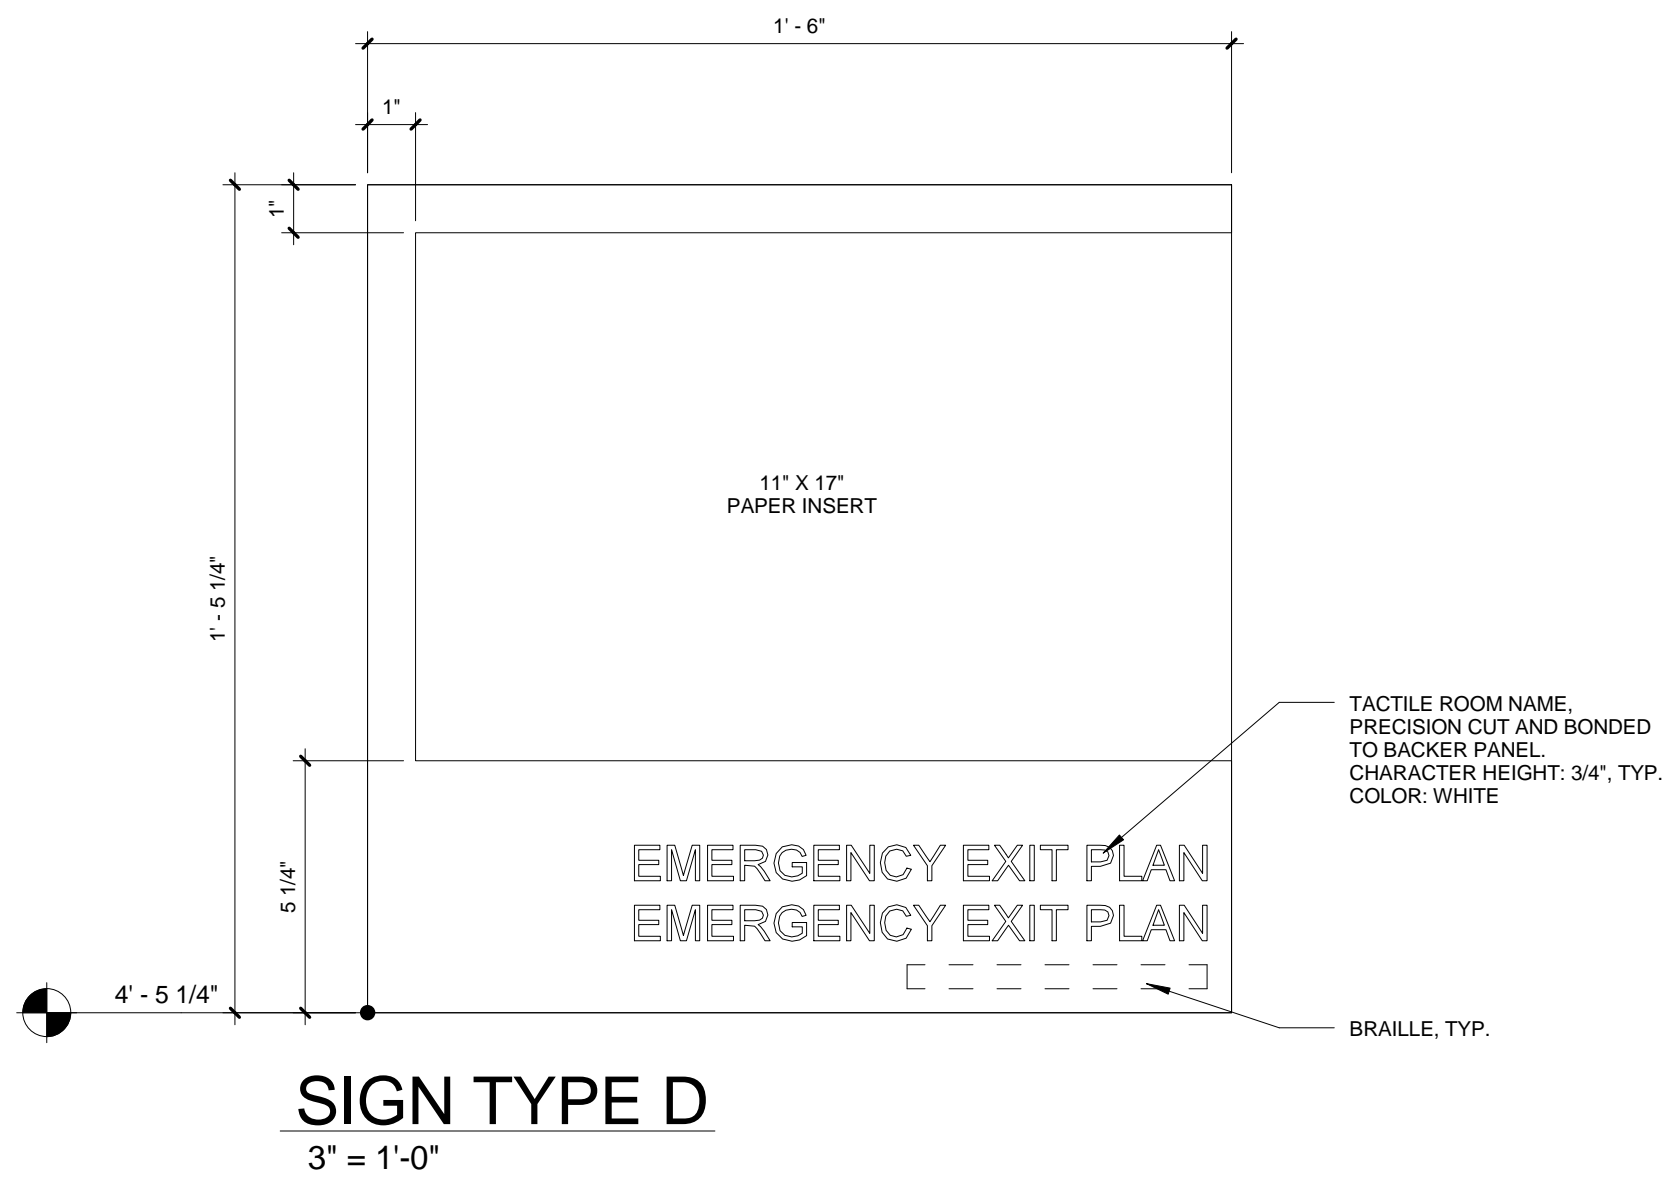 1' - 6"
1"
1"
11" X 17"
PAPER INSERT
1' - 5 1/4"
TACTILE ROOM NAME,
PRECISION CUT AND BONDED
TO BACKER PANEL.
CHARACTER HEIGHT: 3/4", TYP.
COLOR: WHITE
5 1/4"
EMERGENCY EXIT PLAN
EMERGENCY EXIT PLAN
4' - 5 1/4"
BRAILLE, TYP.
SIGN TYPE D
3" = 1'-0"